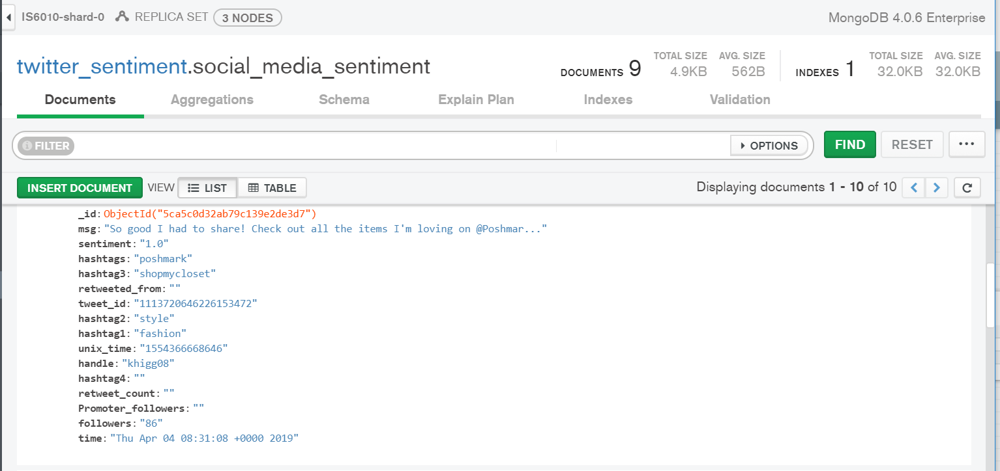 IS6010-shard-0 REPLICA SET 3 NODES MongoDB 4.0.6 Enterprise
twitter_sentiment.social_media_sentiment
DOCUMENTS 9 TOTAL SIZE 4.9KB AVG. SIZE 562B INDEXES 1 TOTAL SIZE 32.0KB AVG. SIZE 32.0KB
Documents Aggregations Schema Explain Plan Indexes Validation
FILTER OPTIONS FIND RESET ...
INSERT DOCUMENT VIEW LIST TABLE Displaying documents 1 - 10 of 10
_id: ObjectId("5ca5c0d32ab79c139e2de3d7")
msg: "So good I had to share! Check out all the items I'm loving on @Poshmar..."
sentiment: "1.0"
hashtags: "poshmark"
hashtag3: "shopmycloset"
retweeted_from: ""
tweet_id: "1113720646226153472"
hashtag2: "style"
hashtag1: "fashion"
unix_time: "1554366668646"
handle: "khigg08"
hashtag4: ""
retweet_count: ""
Promoter_followers: ""
followers: "86"
time: "Thu Apr 04 08:31:08 +0000 2019"